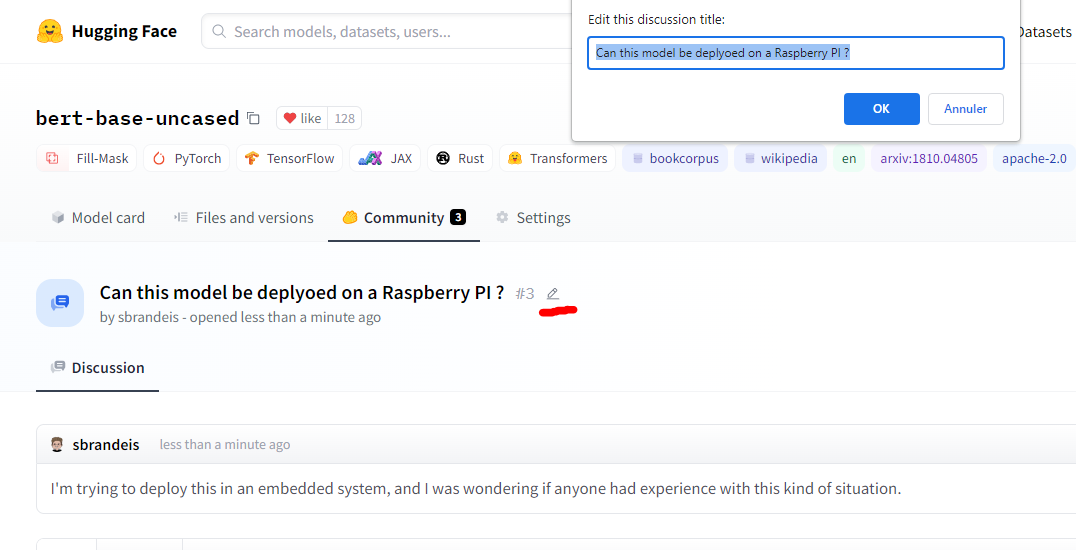 Edit this discussion title:
Hugging Face Search models, datasets, users... Datasets
Can this model be deplyoed on a Raspberry PI ?
OK Annuler
bert-base-uncased like 128
Fill-Mask PyTorch TensorFlow JAX Rust Transformers bookcorpus wikipedia en arxiv:1810.04805 apache-2.0
Model card Files and versions Community 3 Settings
Can this model be deplyoed on a Raspberry PI ? #3
by sbrandeis - opened less than a minute ago
Discussion
sbrandeis less than a minute ago
I'm trying to deploy this in an embedded system, and I was wondering if anyone had experience with this kind of situation.